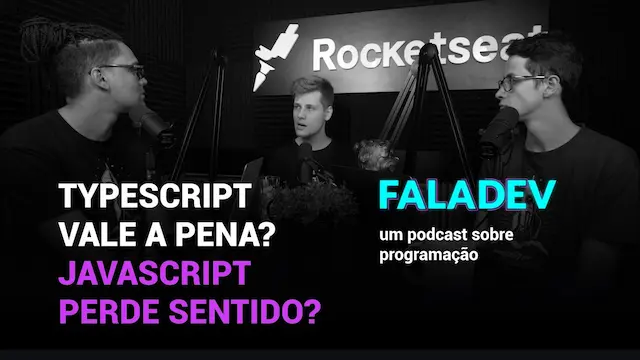 Rocketseat
TYPESCRIPT
VALE A PENA?
JAVASCRIPT
PERDE SENTIDO?
FALADEV
um podcast sobre
programação